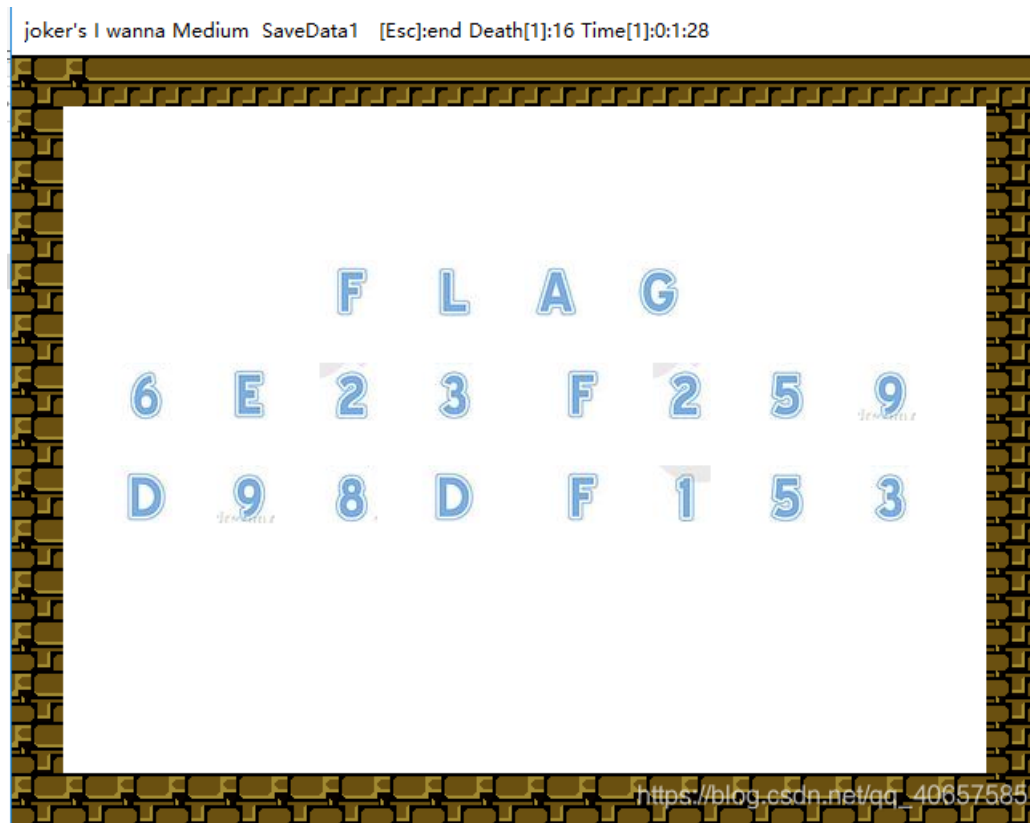 joker's I wanna Medium SaveData1 [Esc]:end Death[1]:16 Time[1]:0:1:28
F L A G
6 E 2 3 F 2 5 9
D 9 8 D F 1 5 3
https://blog.csdn.net/qq_40657585